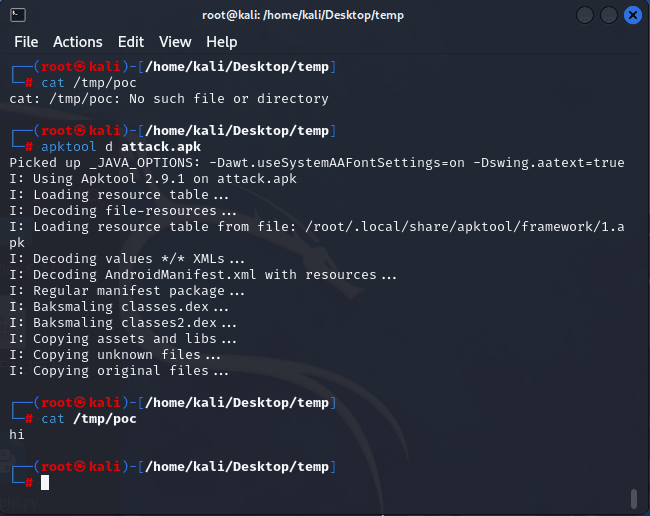 root@kali: /home/kali/Desktop/temp
File Actions Edit View Help
┌──(root㉿kali)-[/home/kali/Desktop/temp]
└─# cat /tmp/poc
cat: /tmp/poc: No such file or directory
┌──(root㉿kali)-[/home/kali/Desktop/temp]
└─# apktool d attack.apk
Picked up _JAVA_OPTIONS: -Dawt.useSystemAAFontSettings=on -Dswing.aatext=true
I: Using Apktool 2.9.1 on attack.apk
I: Loading resource table...
I: Decoding file-resources...
I: Loading resource table from file: /root/.local/share/apktool/framework/1.a
pk
I: Decoding values */* XMLs...
I: Decoding AndroidManifest.xml with resources...
I: Regular manifest package...
I: Baksmaling classes.dex...
I: Baksmaling classes2.dex...
I: Copying assets and libs...
I: Copying unknown files...
I: Copying original files...
┌──(root㉿kali)-[/home/kali/Desktop/temp]
└─# cat /tmp/poc
hi
┌──(root㉿kali)-[/home/kali/Desktop/temp]
└─#